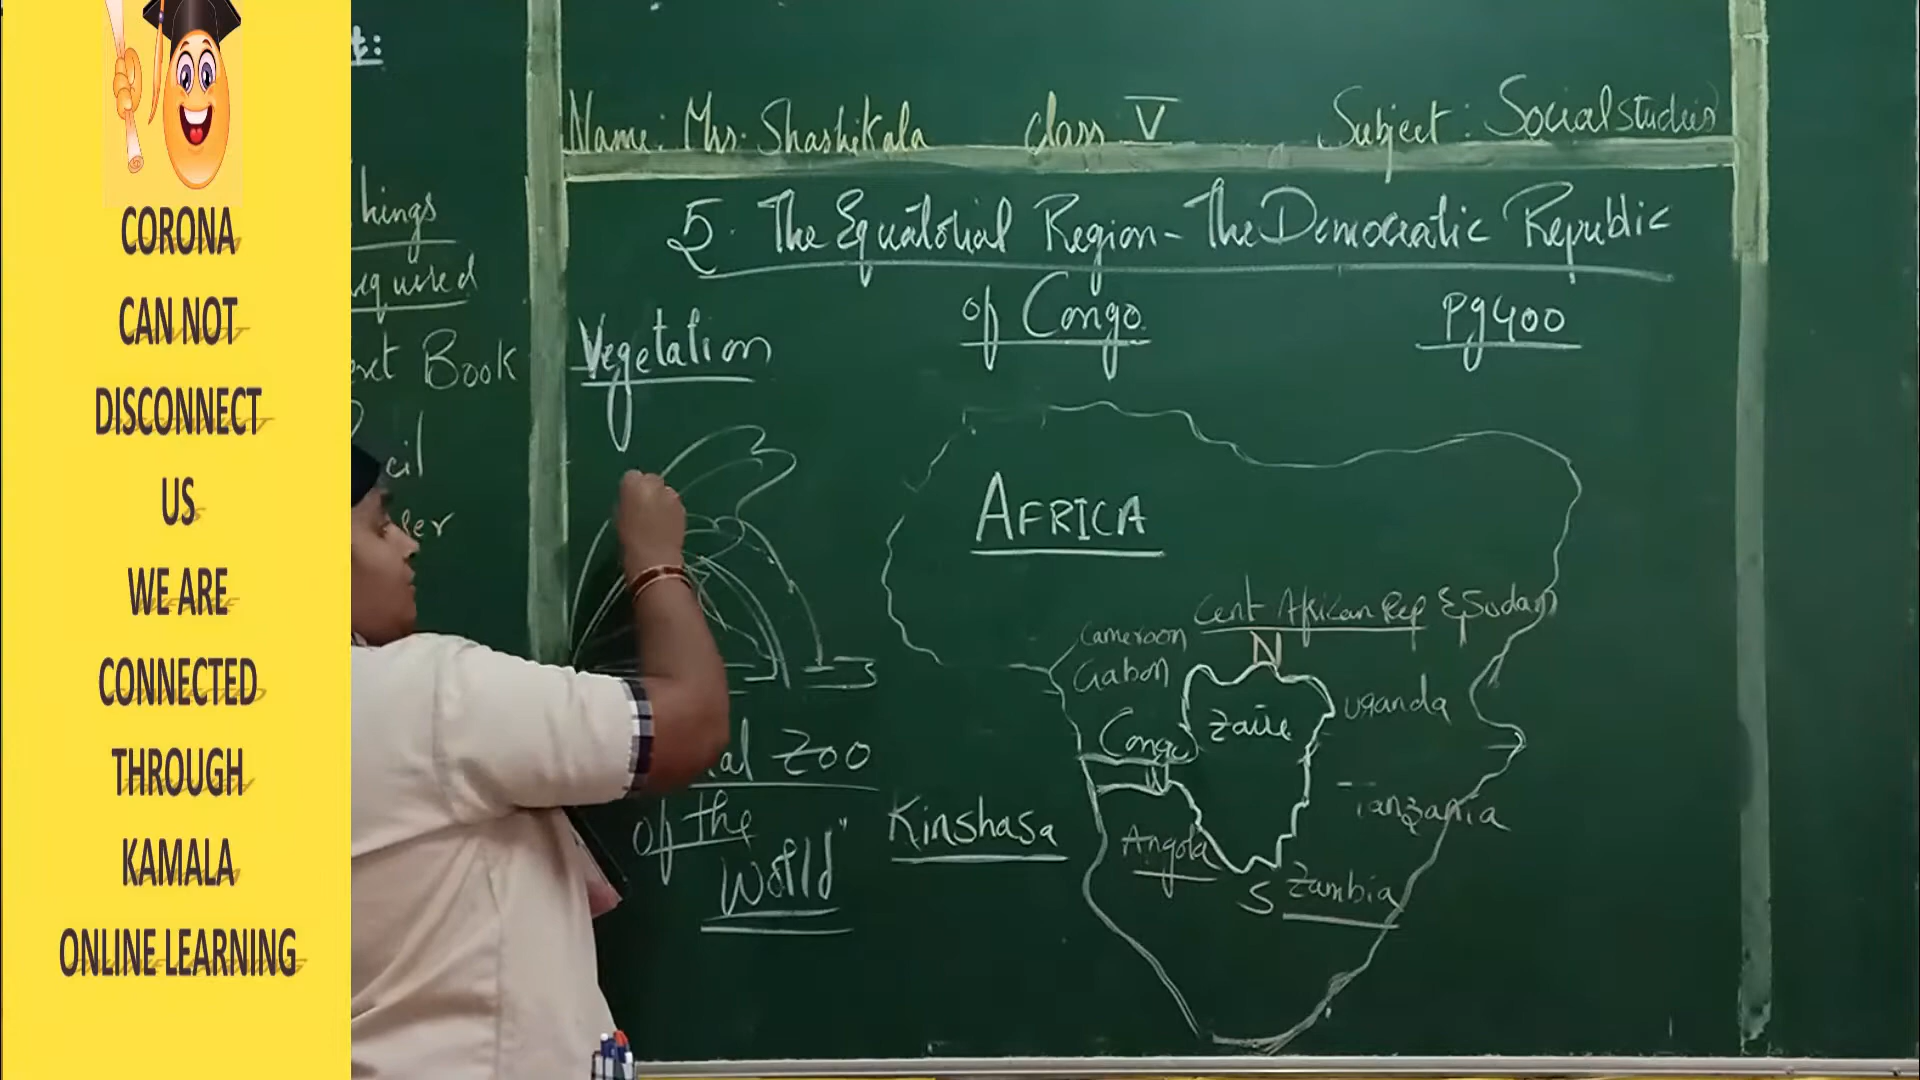 CORONA
CAN NOT
DISCONNECT
US
WE ARE
CONNECTED
THROUGH
KAMALA
ONLINE LEARNING
Book
Name: Mrs. Shashikala class V Subject: Social studies
5. The Equatorial Region - The Democratic Republic
of Congo Pg 400
Vegetation
AFRICA
Cent African Rep & Sudan
Cameroon
N
Gabon
Uganda
Zaire
Congo
Zoo
of the
World"
Kinshasa
Tanzania
Angola
S Zambia